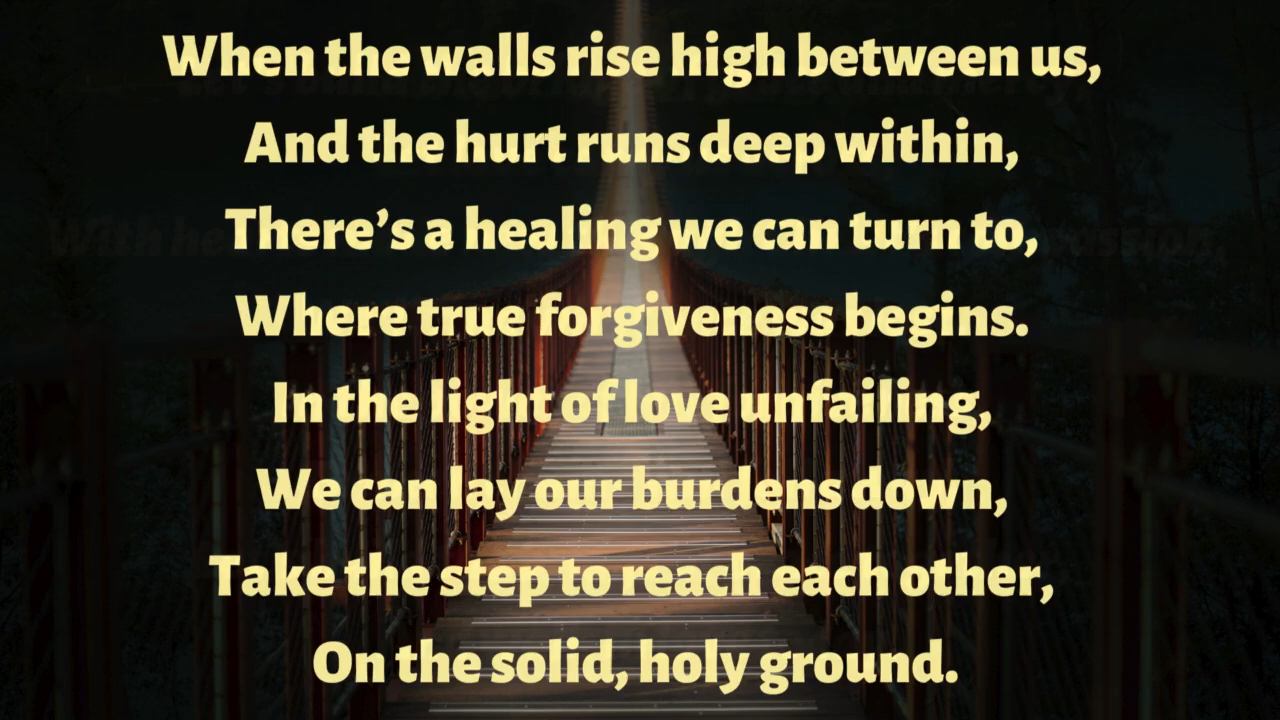 When the walls rise high between us,
And the hurt runs deep within,
There’s a healing we can turn to,
Where true forgiveness begins.
In the light of love unfailing,
We can lay our burdens down,
Take the step to reach each other,
On the solid, holy ground.